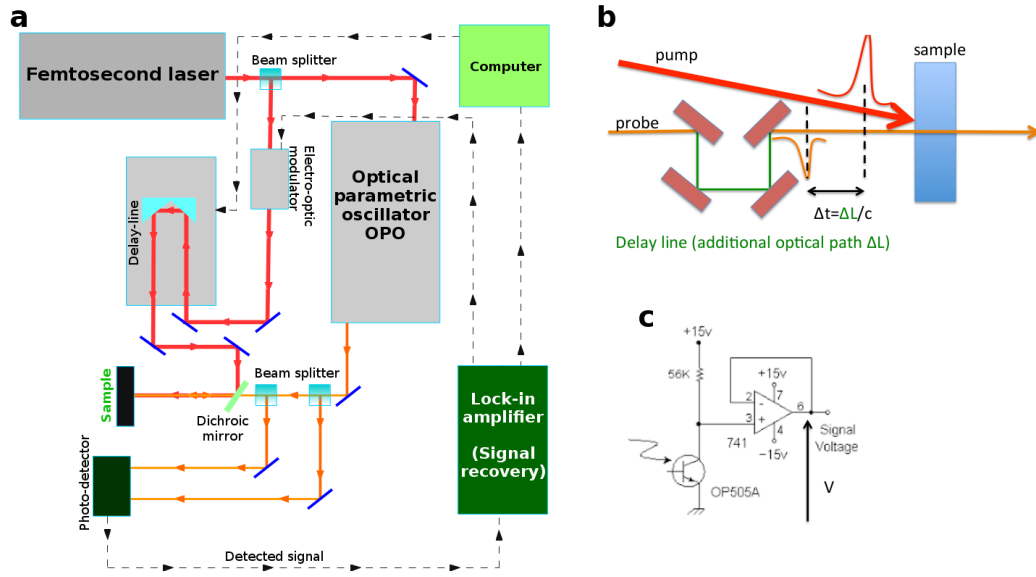 a
Femtosecond laser
Beam splitter
Computer
Electro-optic
modulator
Optical
parametric
oscillator
OPO
Delay-line
Beam splitter
Sample
Dichroic
mirror
Lock-in
amplifier
(Signal
recovery)
Photo-detector
Detected signal
b
pump
sample
probe
Δt=ΔL/c
Delay line (additional optical path ΔL)
c
+15v
56K
+15v
2
-
7
6
3
+
4
741
-15v
Signal
Voltage
OP505A
V